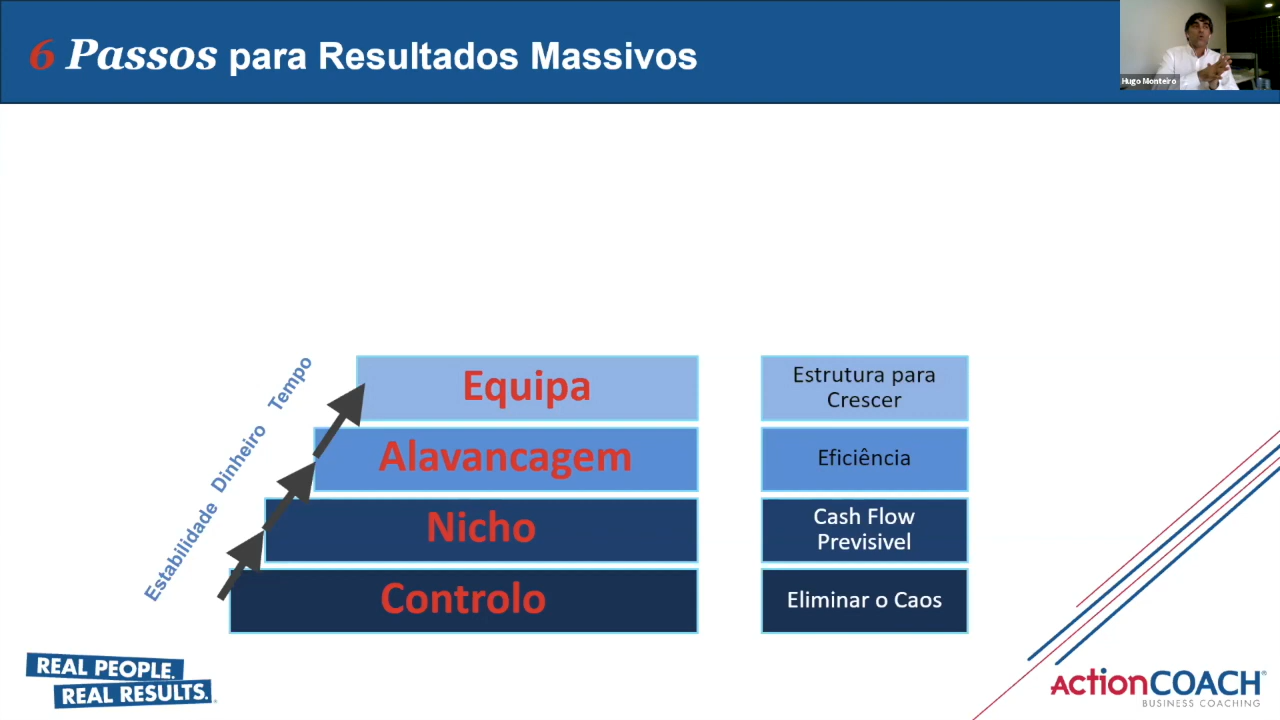 6 Passos para Resultados Massivos
Hugo Monteiro
Estabilidade Dinheiro Tempo
Equipa
Estrutura para
Crescer
Alavancagem
Eficiência
Nicho
Cash Flow
Previsivel
Controlo
Eliminar o Caos
REAL PEOPLE.
REAL RESULTS.
ActionCOACH®
BUSINESS COACHING